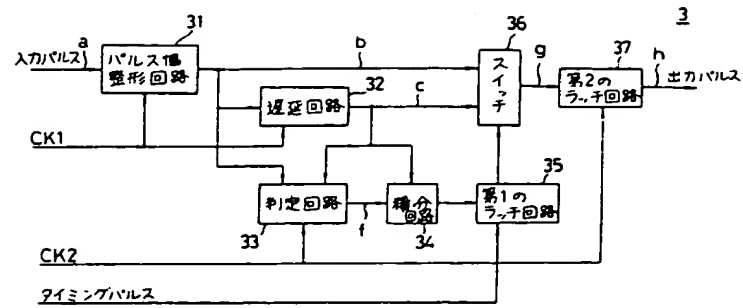 3
31
36
37
入力パルス
a
パルス幅
整形回路
b
スイッチ
g
第2の
ラッチ回路
h
出力パルス
32
遅延回路
c
CK1
35
判定回路
33
f
積分
回路
34
第1の
ラッチ回路
CK2
タイミングパルス